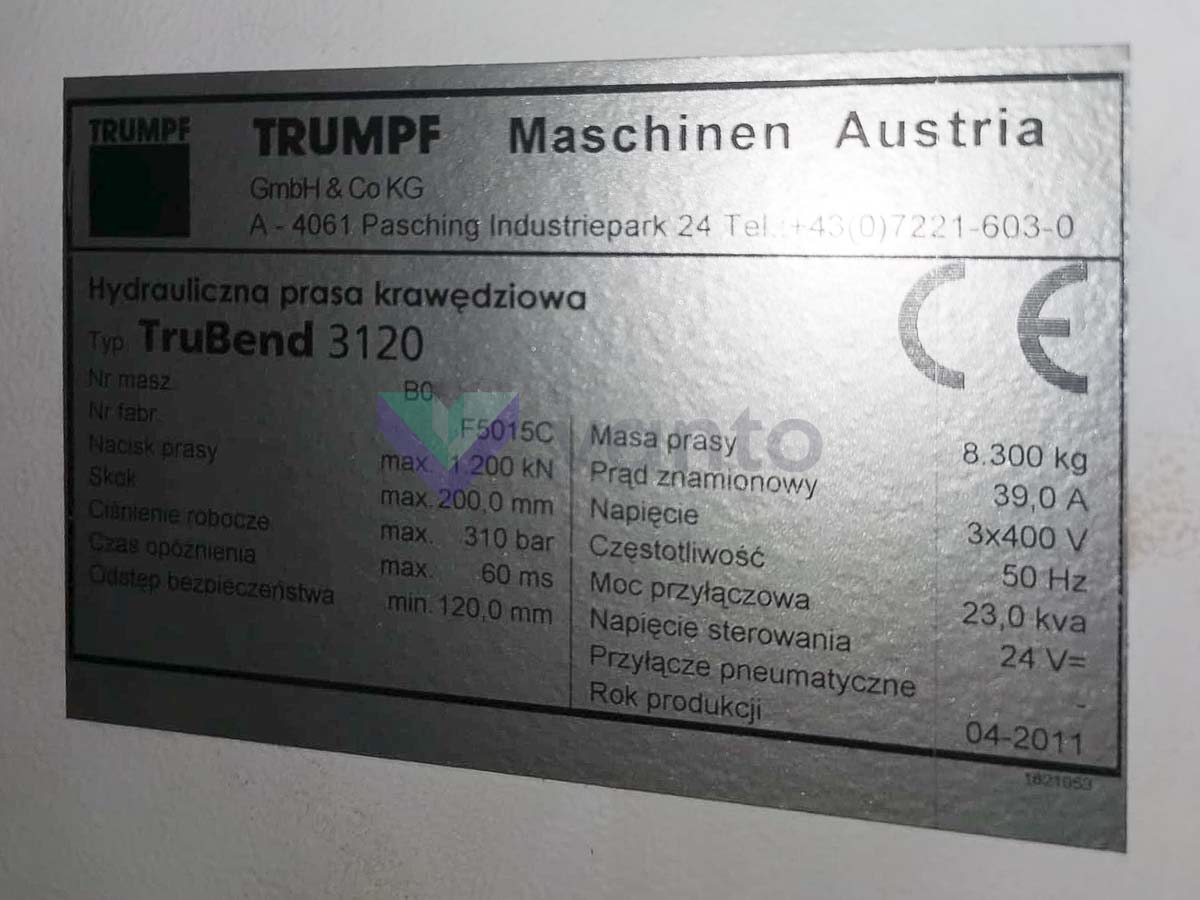 TRUMPF
TRUMPF Maschinen Austria
GmbH & Co KG
A - 4061 Pasching Industriepark 24 Tel.:+43(0)7221-603-0
CE
Hydrauliczna prasa krawędziowa
Typ TruBend 3120
Nr masz.
Nr fabr. F5015C
Nacisk prasy max. 1.200 kN
Skok max. 200,0 mm
Ciśnienie robocze max. 310 bar
Czas opóźnienia max. 60 ms
Odstęp bezpieczeństwa min. 120,0 mm
Masa prasy 8.300 kg
Prąd znamionowy 39,0 A
Napięcie 3x400 V
Częstotliwość 50 Hz
Moc przyłączowa 23,0 kva
Napięcie sterowania 24 V=
Przyłącze pneumatyczne -
Rok produkcji 04-2011
1621053